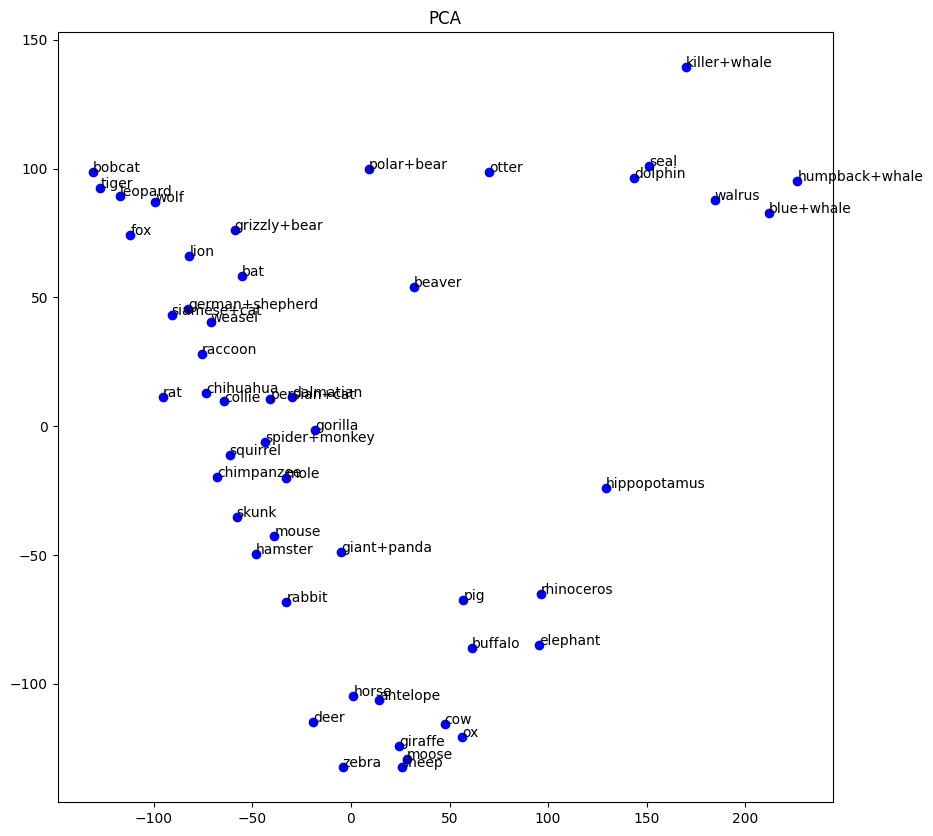 PCA
150
killer+whale
100
bobcat
polar+bear
otter
seal
dolphin
tiger
humpback+whale
leopard
wolf
walrus
blue+whale
fox
grizzly+bear
lion
bat
50
beaver
german+shepherd
siamese+cat
weasel
raccoon
rat
chihuahua
collie
persian+cat
dalmatian
0
gorilla
spider+monkey
squirrel
chimpanzee
mole
hippopotamus
skunk
mouse
hamster
giant+panda
−50
rabbit
pig
rhinoceros
buffalo
elephant
−100
horse
antelope
deer
cow
ox
giraffe
moose
zebra
sheep
−100 −50 0 50 100 150 200